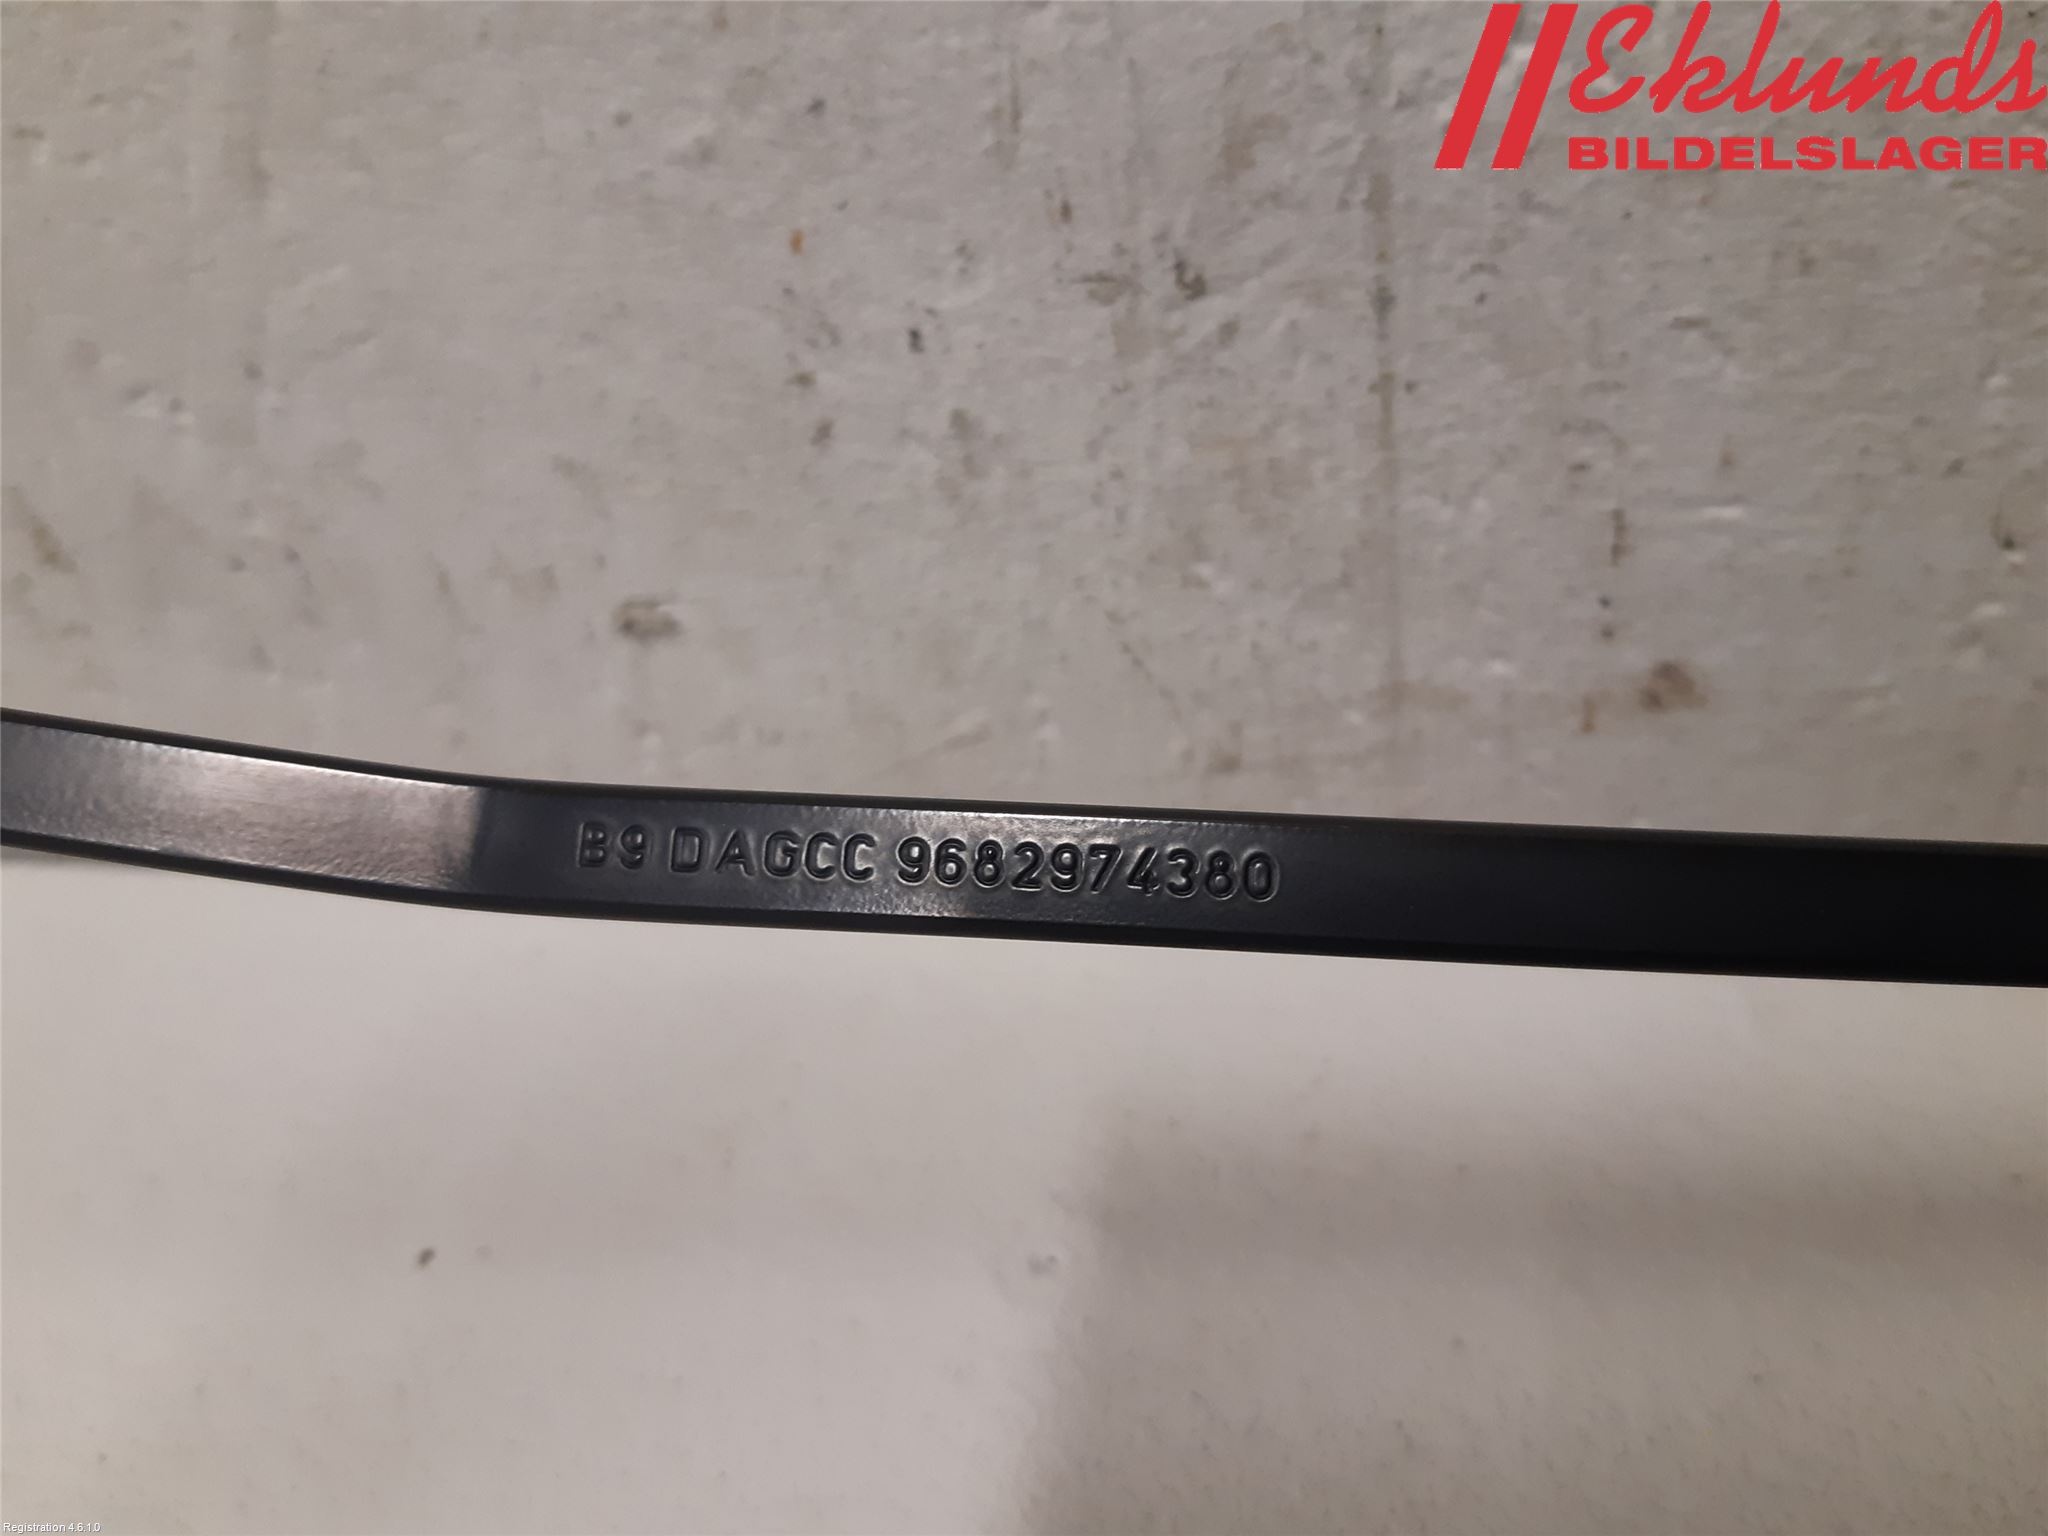 Eklunds
BILDELSLAGER
B9 DAGCC 9682974380
Registration 4.6.1.0